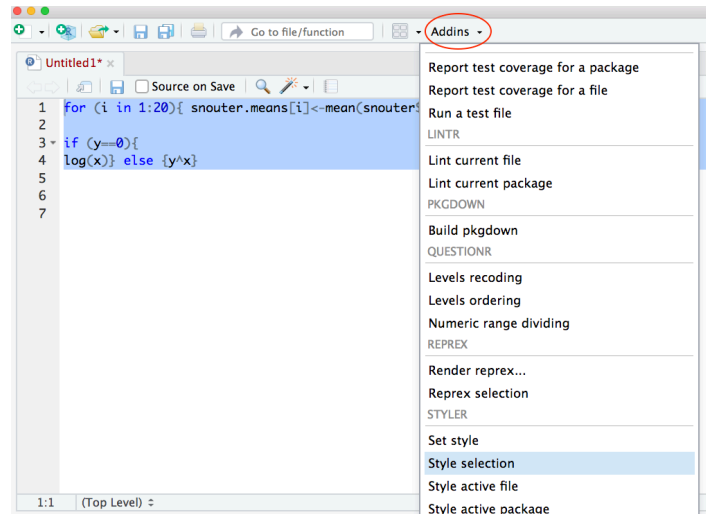 Go to file/function
Addins
Untitled1*
Source on Save
1 for (i in 1:20){ snouter.means[i]<-mean(snouter
2
3 if (y==0){
4 log(x)} else {y^x}
5
6
7
1:1 (Top Level)
Report test coverage for a package
Report test coverage for a file
Run a test file
LINTR
Lint current file
Lint current package
PKGDOWN
Build pkgdown
QUESTIONR
Levels recoding
Levels ordering
Numeric range dividing
REPREX
Render reprex...
Reprex selection
STYLER
Set style
Style selection
Style active file
Style active package